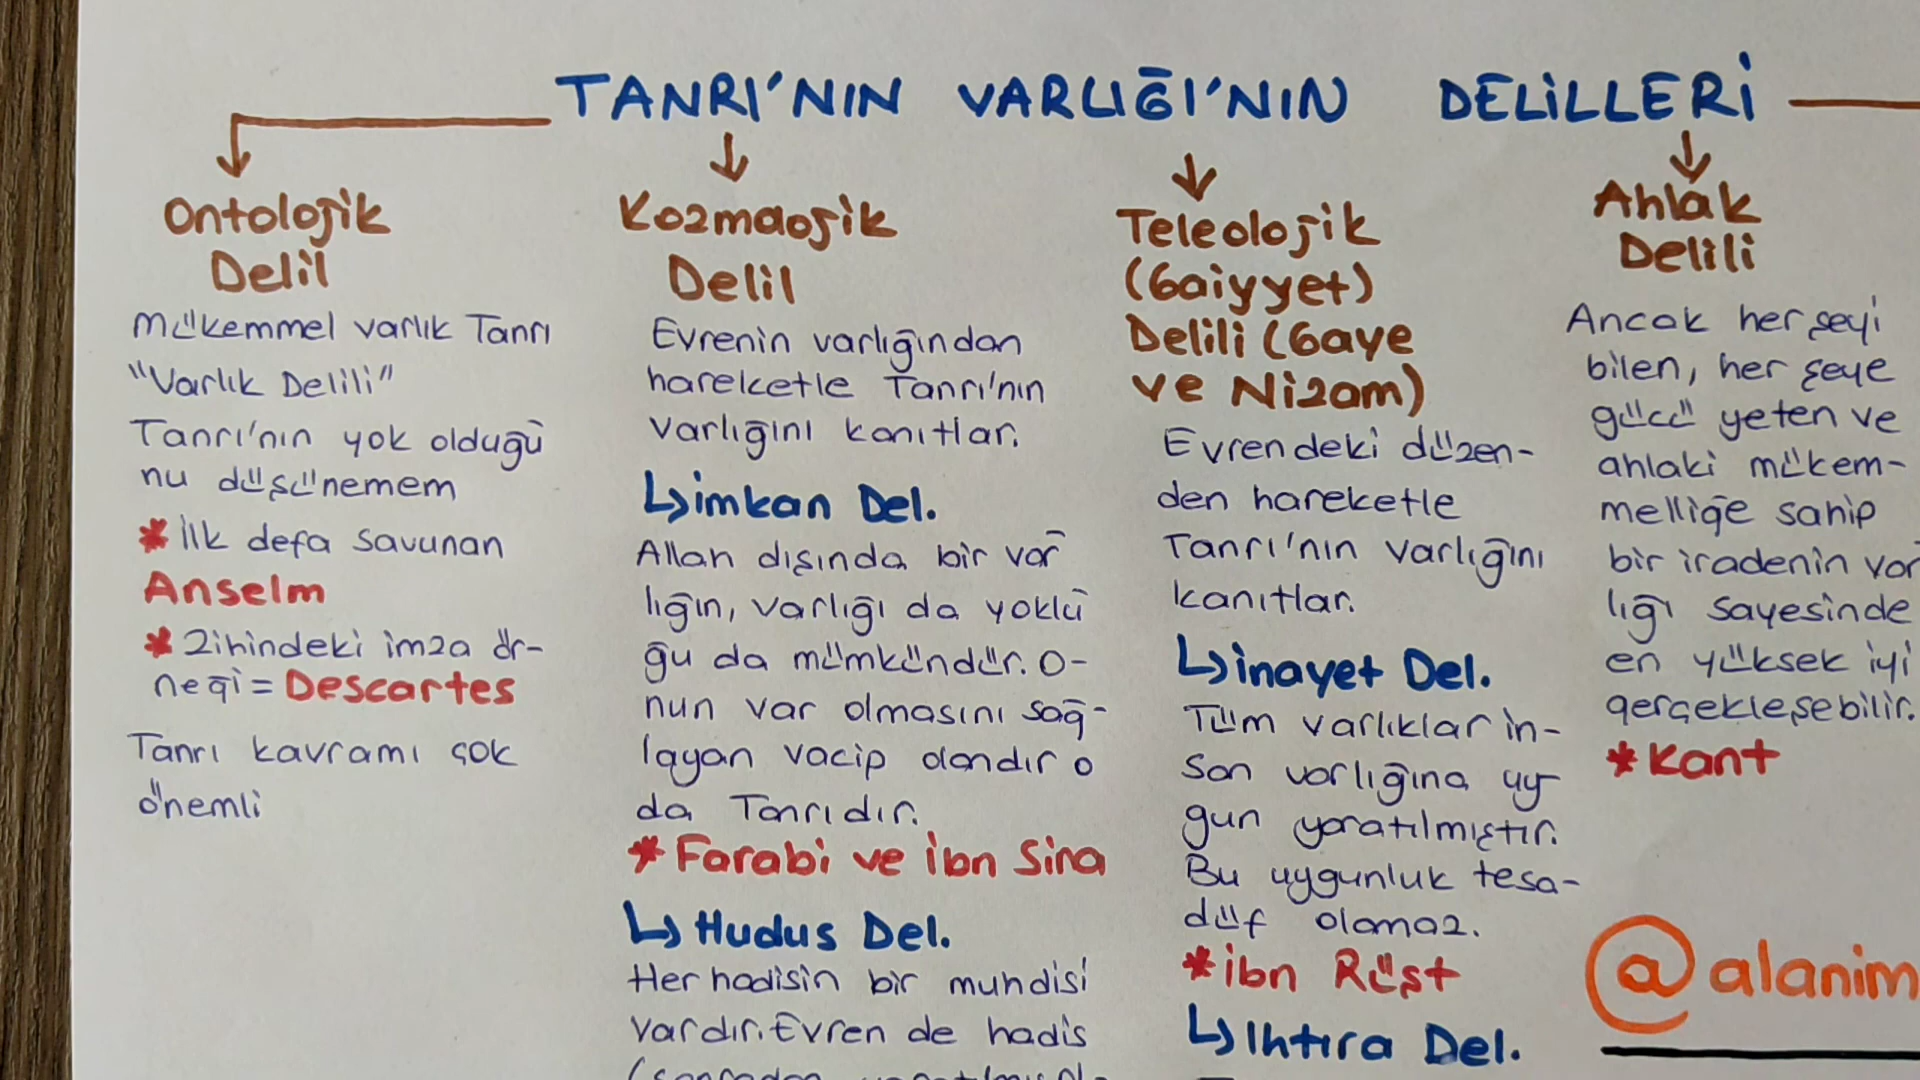 TANRI'NIN VARLIĞI'NIN DELİLLERİ
Ontolojik
Delil
Mükemmel varlık Tanrı
"Varlık Delili"
Tanrı'nın yok olduğu
nu düşünemem
* İlk defa savunan
Anselm
* Zihindeki imza ör-
neği = Descartes
Tanrı kavramı çok
önemli
Kozmaojik
Delil
Evrenin varlığından
hareketle Tanrı'nın
varlığını kanıtlar.
↳imkan Del.
Allah dışında bir var
lığın, varlığı da yoklu
ğu da mümkündür. O-
nun var olmasını sağ-
layan vacip olandır o
da Tanrıdır.
* Farabi ve İbn Sina
↳ Hudus Del.
Her hadisin bir muhdisi
vardır. Evren de hadis
Teleolojik
(Gaiyyet)
Delili (Gaye
ve Nizam)
Evrendeki düzen-
den hareketle
Tanrı'nın varlığını
kanıtlar.
↳inayet Del.
Tüm varlıklar in-
san varlığına uy
gun yaratılmıştır.
Bu uygunluk tesa-
düf olamaz.
* ibn Rüşt
↳Ihtıra Del.
Ahlak
Delili
Ancak her şeyi
bilen, her şeye
gücü yeten ve
ahlaki mükem-
melliğe sahip
bir iradenin var
lığı sayesinde
en yüksek iyi
gerçekleşebilir.
* Kant
@alanim